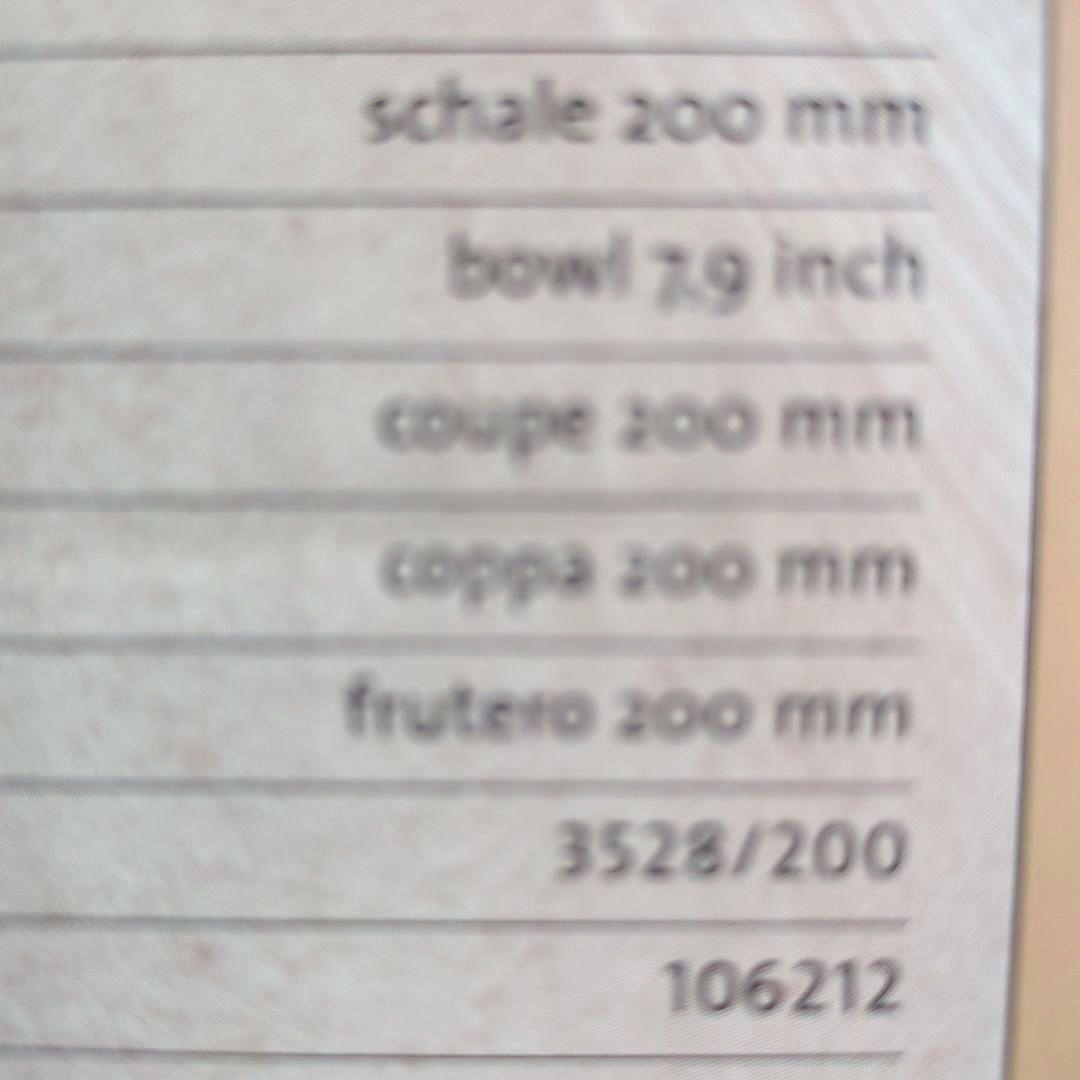 schale 200 mm
bowl 7,9 inch
coupe 200 mm
coppa 200 mm
frutero 200 mm
3528/200
106212